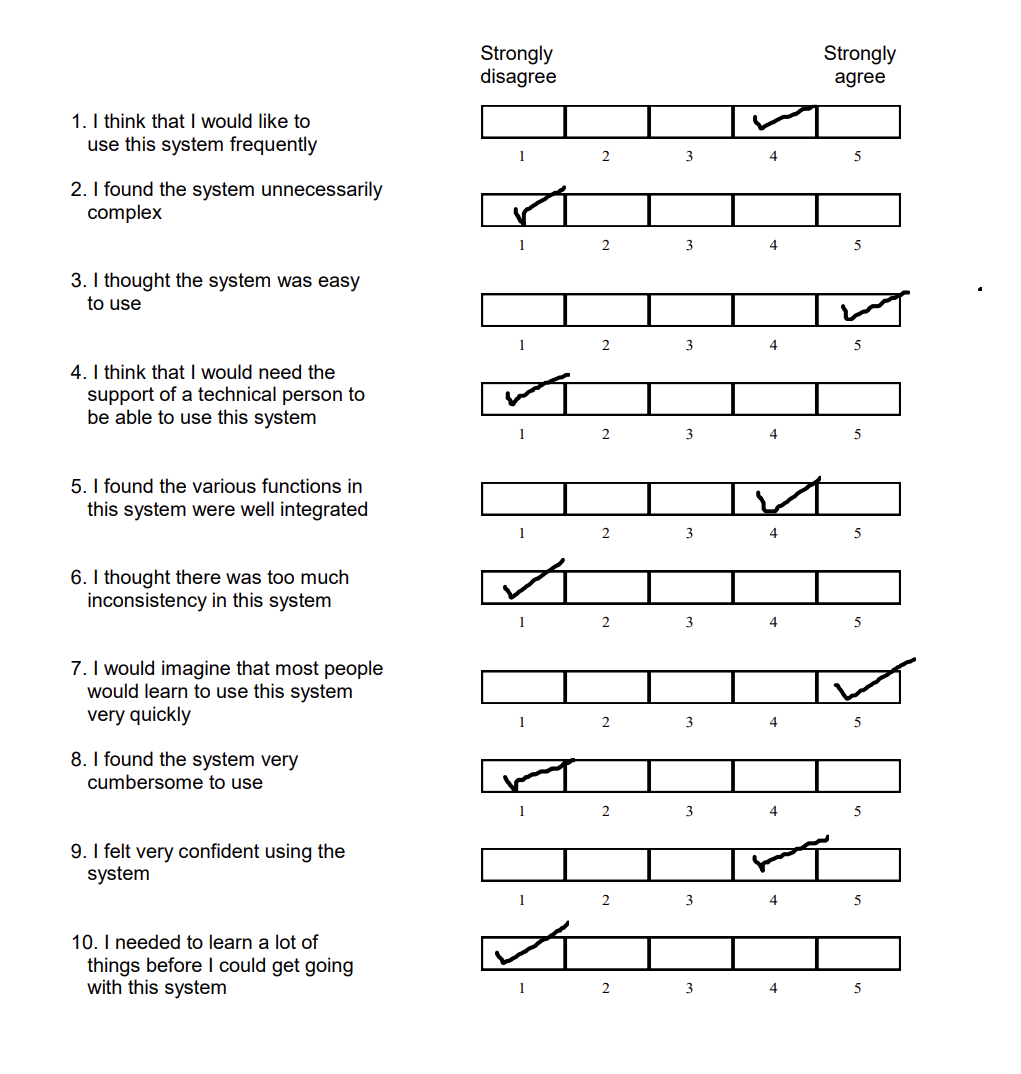 Strongly Strongly
disagree agree
1. I think that I would like to
use this system frequently
1 2 3 4 5
2. I found the system unnecessarily
complex
1 2 3 4 5
3. I thought the system was easy
to use
1 2 3 4 5
4. I think that I would need the
support of a technical person to
be able to use this system
1 2 3 4 5
5. I found the various functions in
this system were well integrated
1 2 3 4 5
6. I thought there was too much
inconsistency in this system
1 2 3 4 5
7. I would imagine that most people
would learn to use this system
very quickly
1 2 3 4 5
8. I found the system very
cumbersome to use
1 2 3 4 5
9. I felt very confident using the
system
1 2 3 4 5
10. I needed to learn a lot of
things before I could get going
with this system
1 2 3 4 5